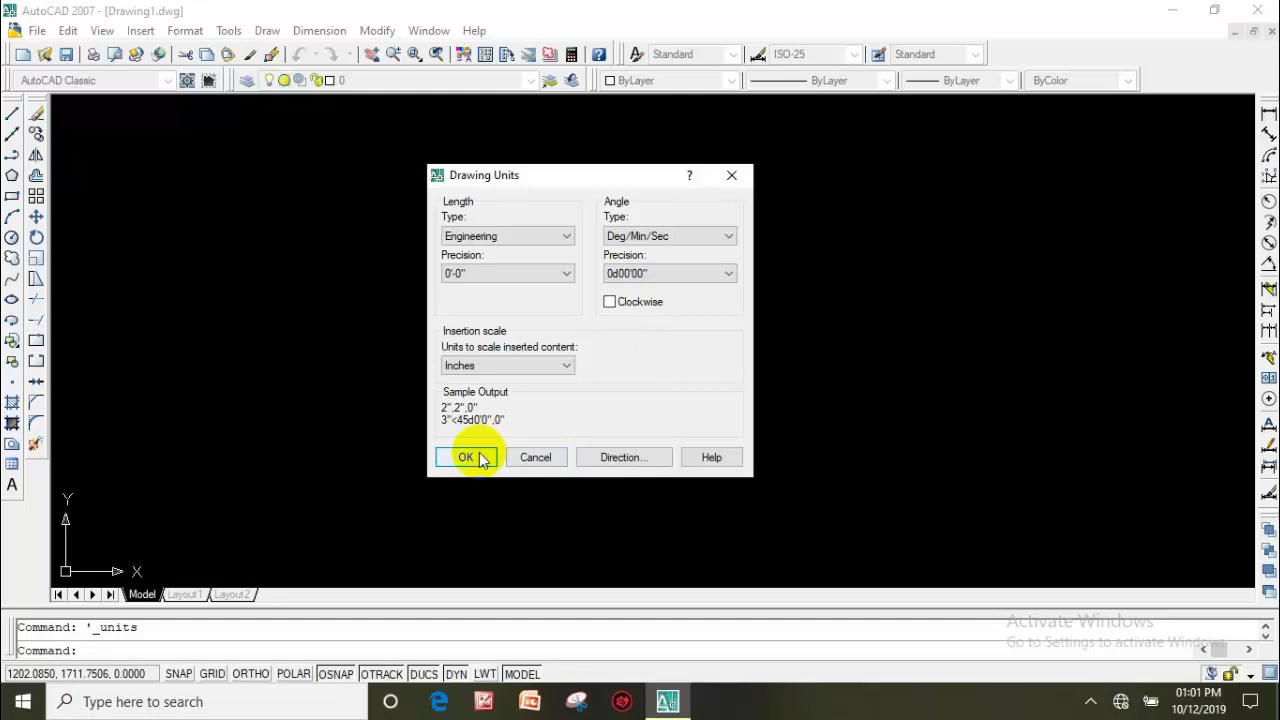 AutoCAD 2007 - [Drawing1.dwg]
File Edit View Insert Format Tools Draw Dimension Modify Window Help
Standard ISO-25 Standard
AutoCAD Classic 0 ByLayer ByLayer ByLayer ByColor
Drawing Units
Length
Type:
Engineering
Precision:
0'-0"
Angle
Type:
Deg/Min/Sec
Precision:
0d00'00"
Clockwise
Insertion scale
Units to scale inserted content:
Inches
Sample Output
2",2",0"
3"<45d0'0",0"
OK Cancel Direction... Help
A
Y
X
Model Layout1 Layout2
Command: '_units
Command:
Activate Windows
Go to Settings to activate Windows.
1202.0850, 1711.7506, 0.0000 SNAP GRID ORTHO POLAR OSNAP OTRACK DUCS DYN LWT MODEL
Type here to search
01:01 PM
10/12/2019